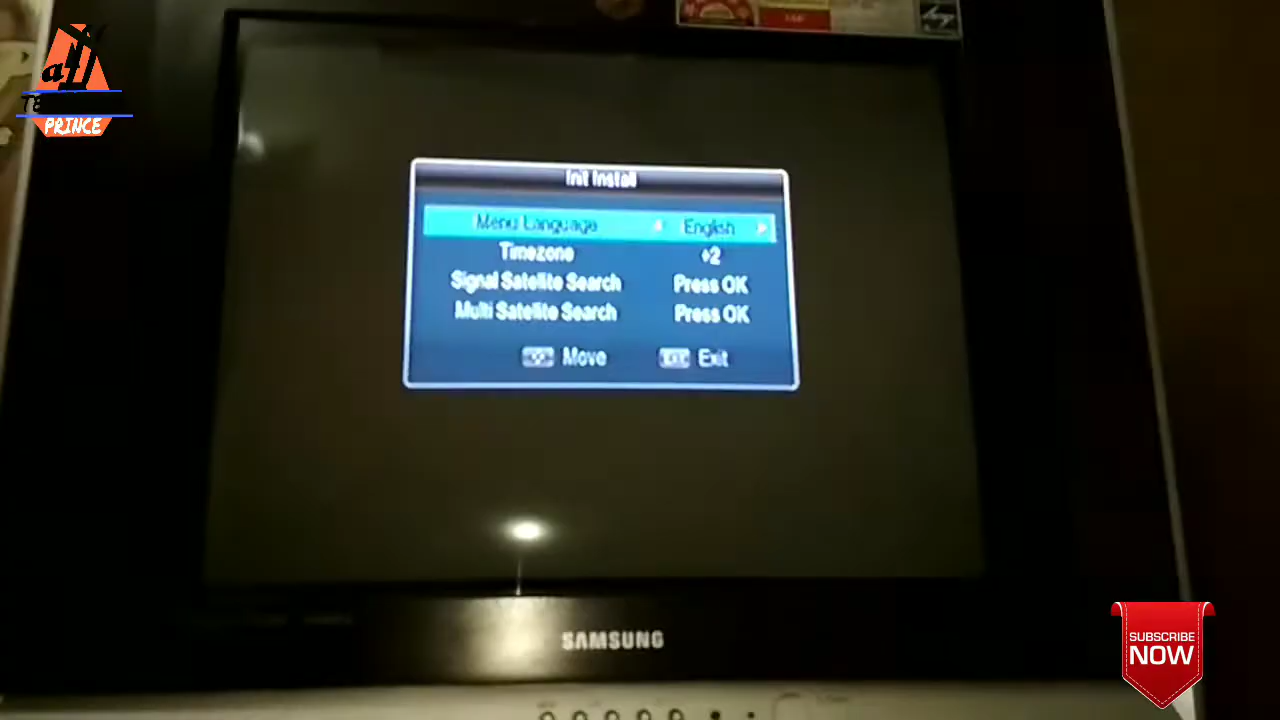 PRINCE
Init Install
Menu Language English
Timezone +2
Signal Satellite Search Press OK
Multi Satellite Search Press OK
Move EXIT Exit
SAMSUNG
SUBSCRIBE
NOW